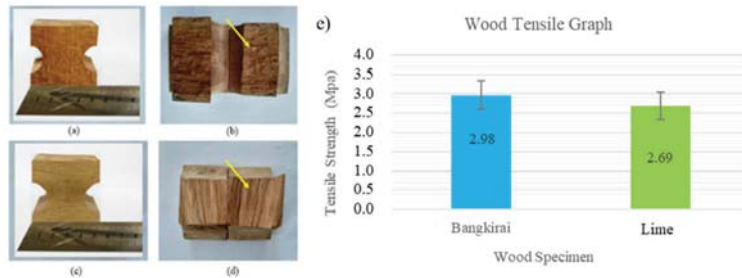 (a)
(b)
(c)
(d)
e)
Wood Tensile Graph
Tensile Strength (Mpa)
4.0
3.5
3.0
2.5
2.0
1.5
1.0
0.5
0.0
2.98
2.69
Bangkirai
Lime
Wood Specimen